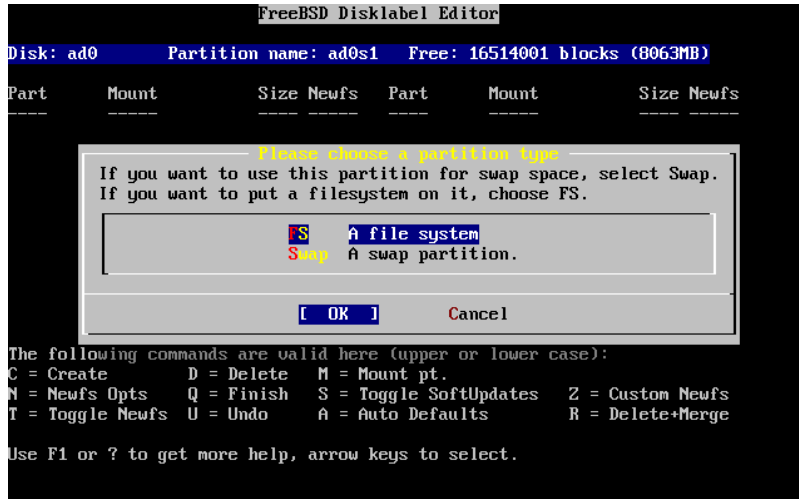 FreeBSD Disklabel Editor
Disk: ad0 Partition name: ad0s1 Free: 16514001 blocks (8063MB)
Part Mount Size Newfs Part Mount Size Newfs
---- ----- ---- ----- ---- ----- ---- -----
Please choose a partition type
If you want to use this partition for swap space, select Swap.
If you want to put a filesystem on it, choose FS.
FS A file system
Swap A swap partition.
[ OK ] Cancel
The following commands are valid here (upper or lower case):
C = Create D = Delete M = Mount pt.
N = Newfs Opts Q = Finish S = Toggle SoftUpdates Z = Custom Newfs
T = Toggle Newfs U = Undo A = Auto Defaults R = Delete+Merge
Use F1 or ? to get more help, arrow keys to select.